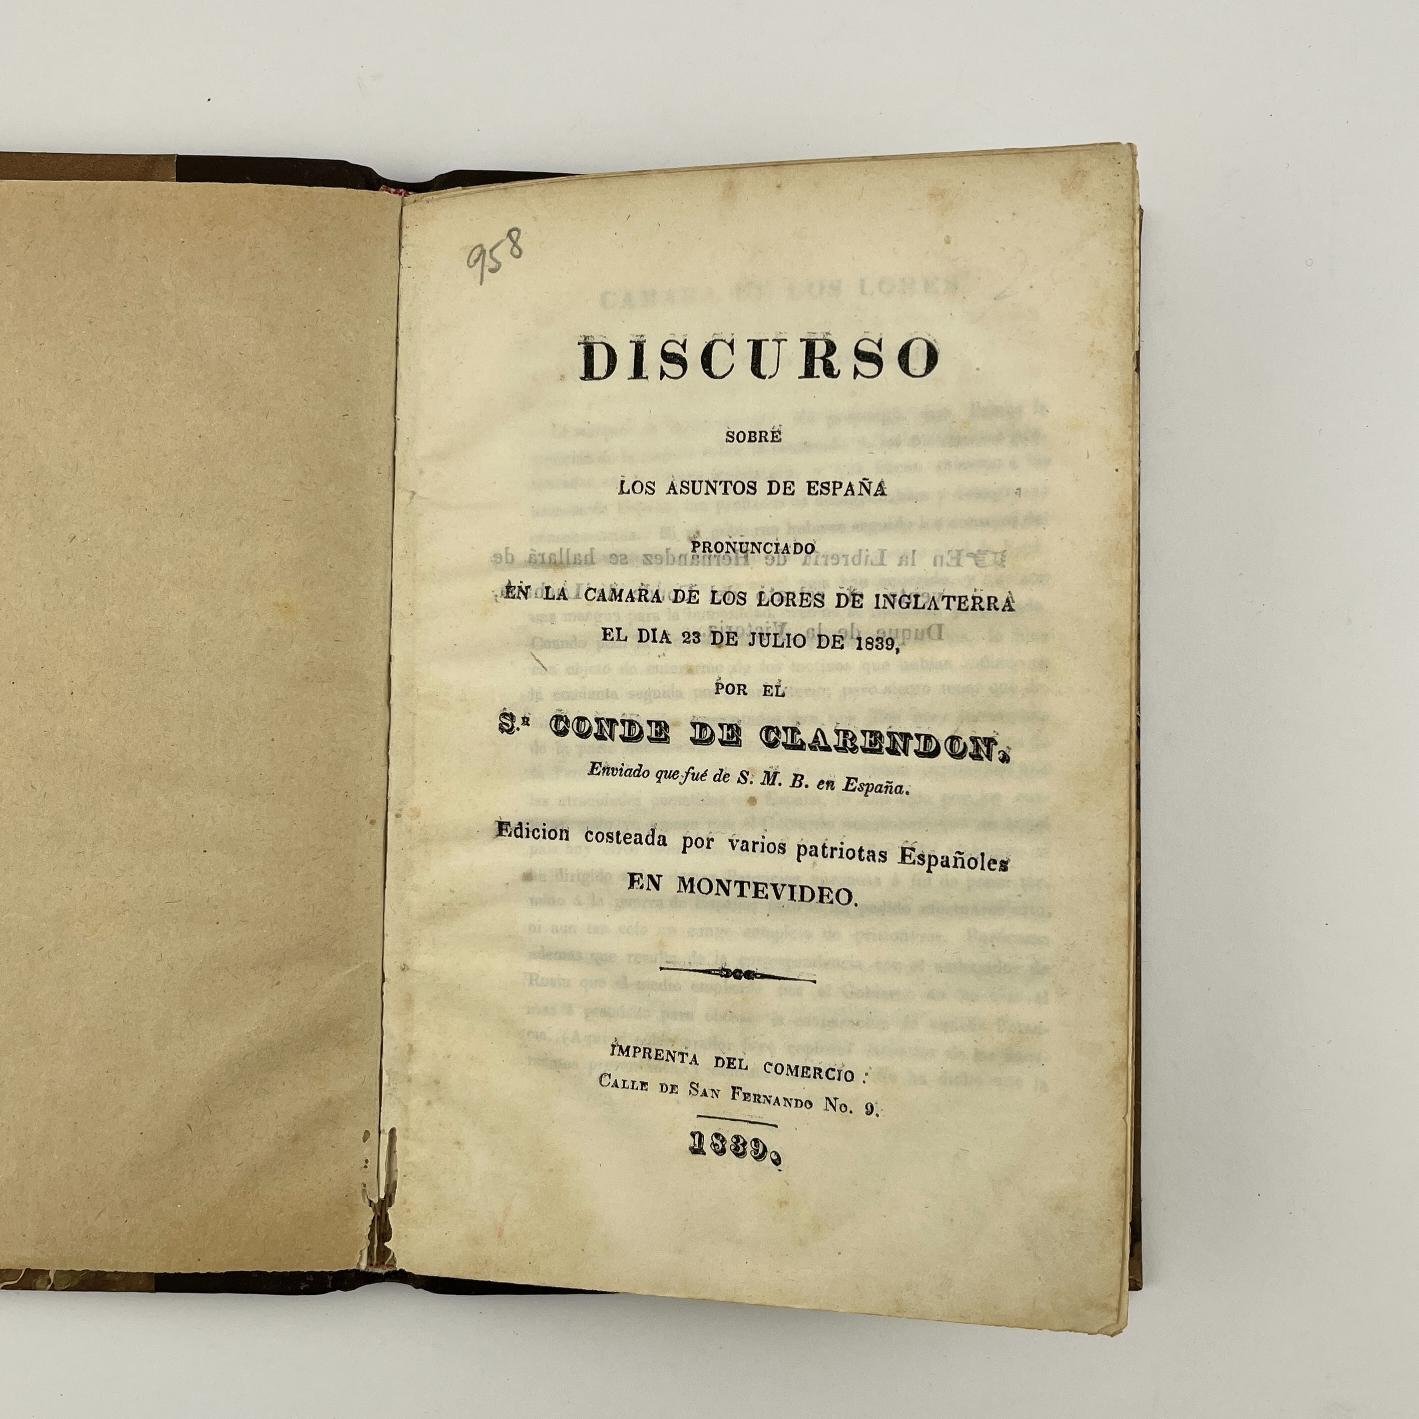 958
DISCURSO
SOBRE
LOS ASUNTOS DE ESPAÑA
PRONUNCIADO
EN LA CAMARA DE LOS LORES DE INGLATERRA
EL DIA 23 DE JULIO DE 1839,
POR EL
S.R CONDE DE CLARENDON,
Enviado que fué de S. M. B. en España.
Edicion costeada por varios patriotas Españoles
EN MONTEVIDEO.
IMPRENTA DEL COMERCIO:
CALLE DE SAN FERNANDO No. 9.
1839.